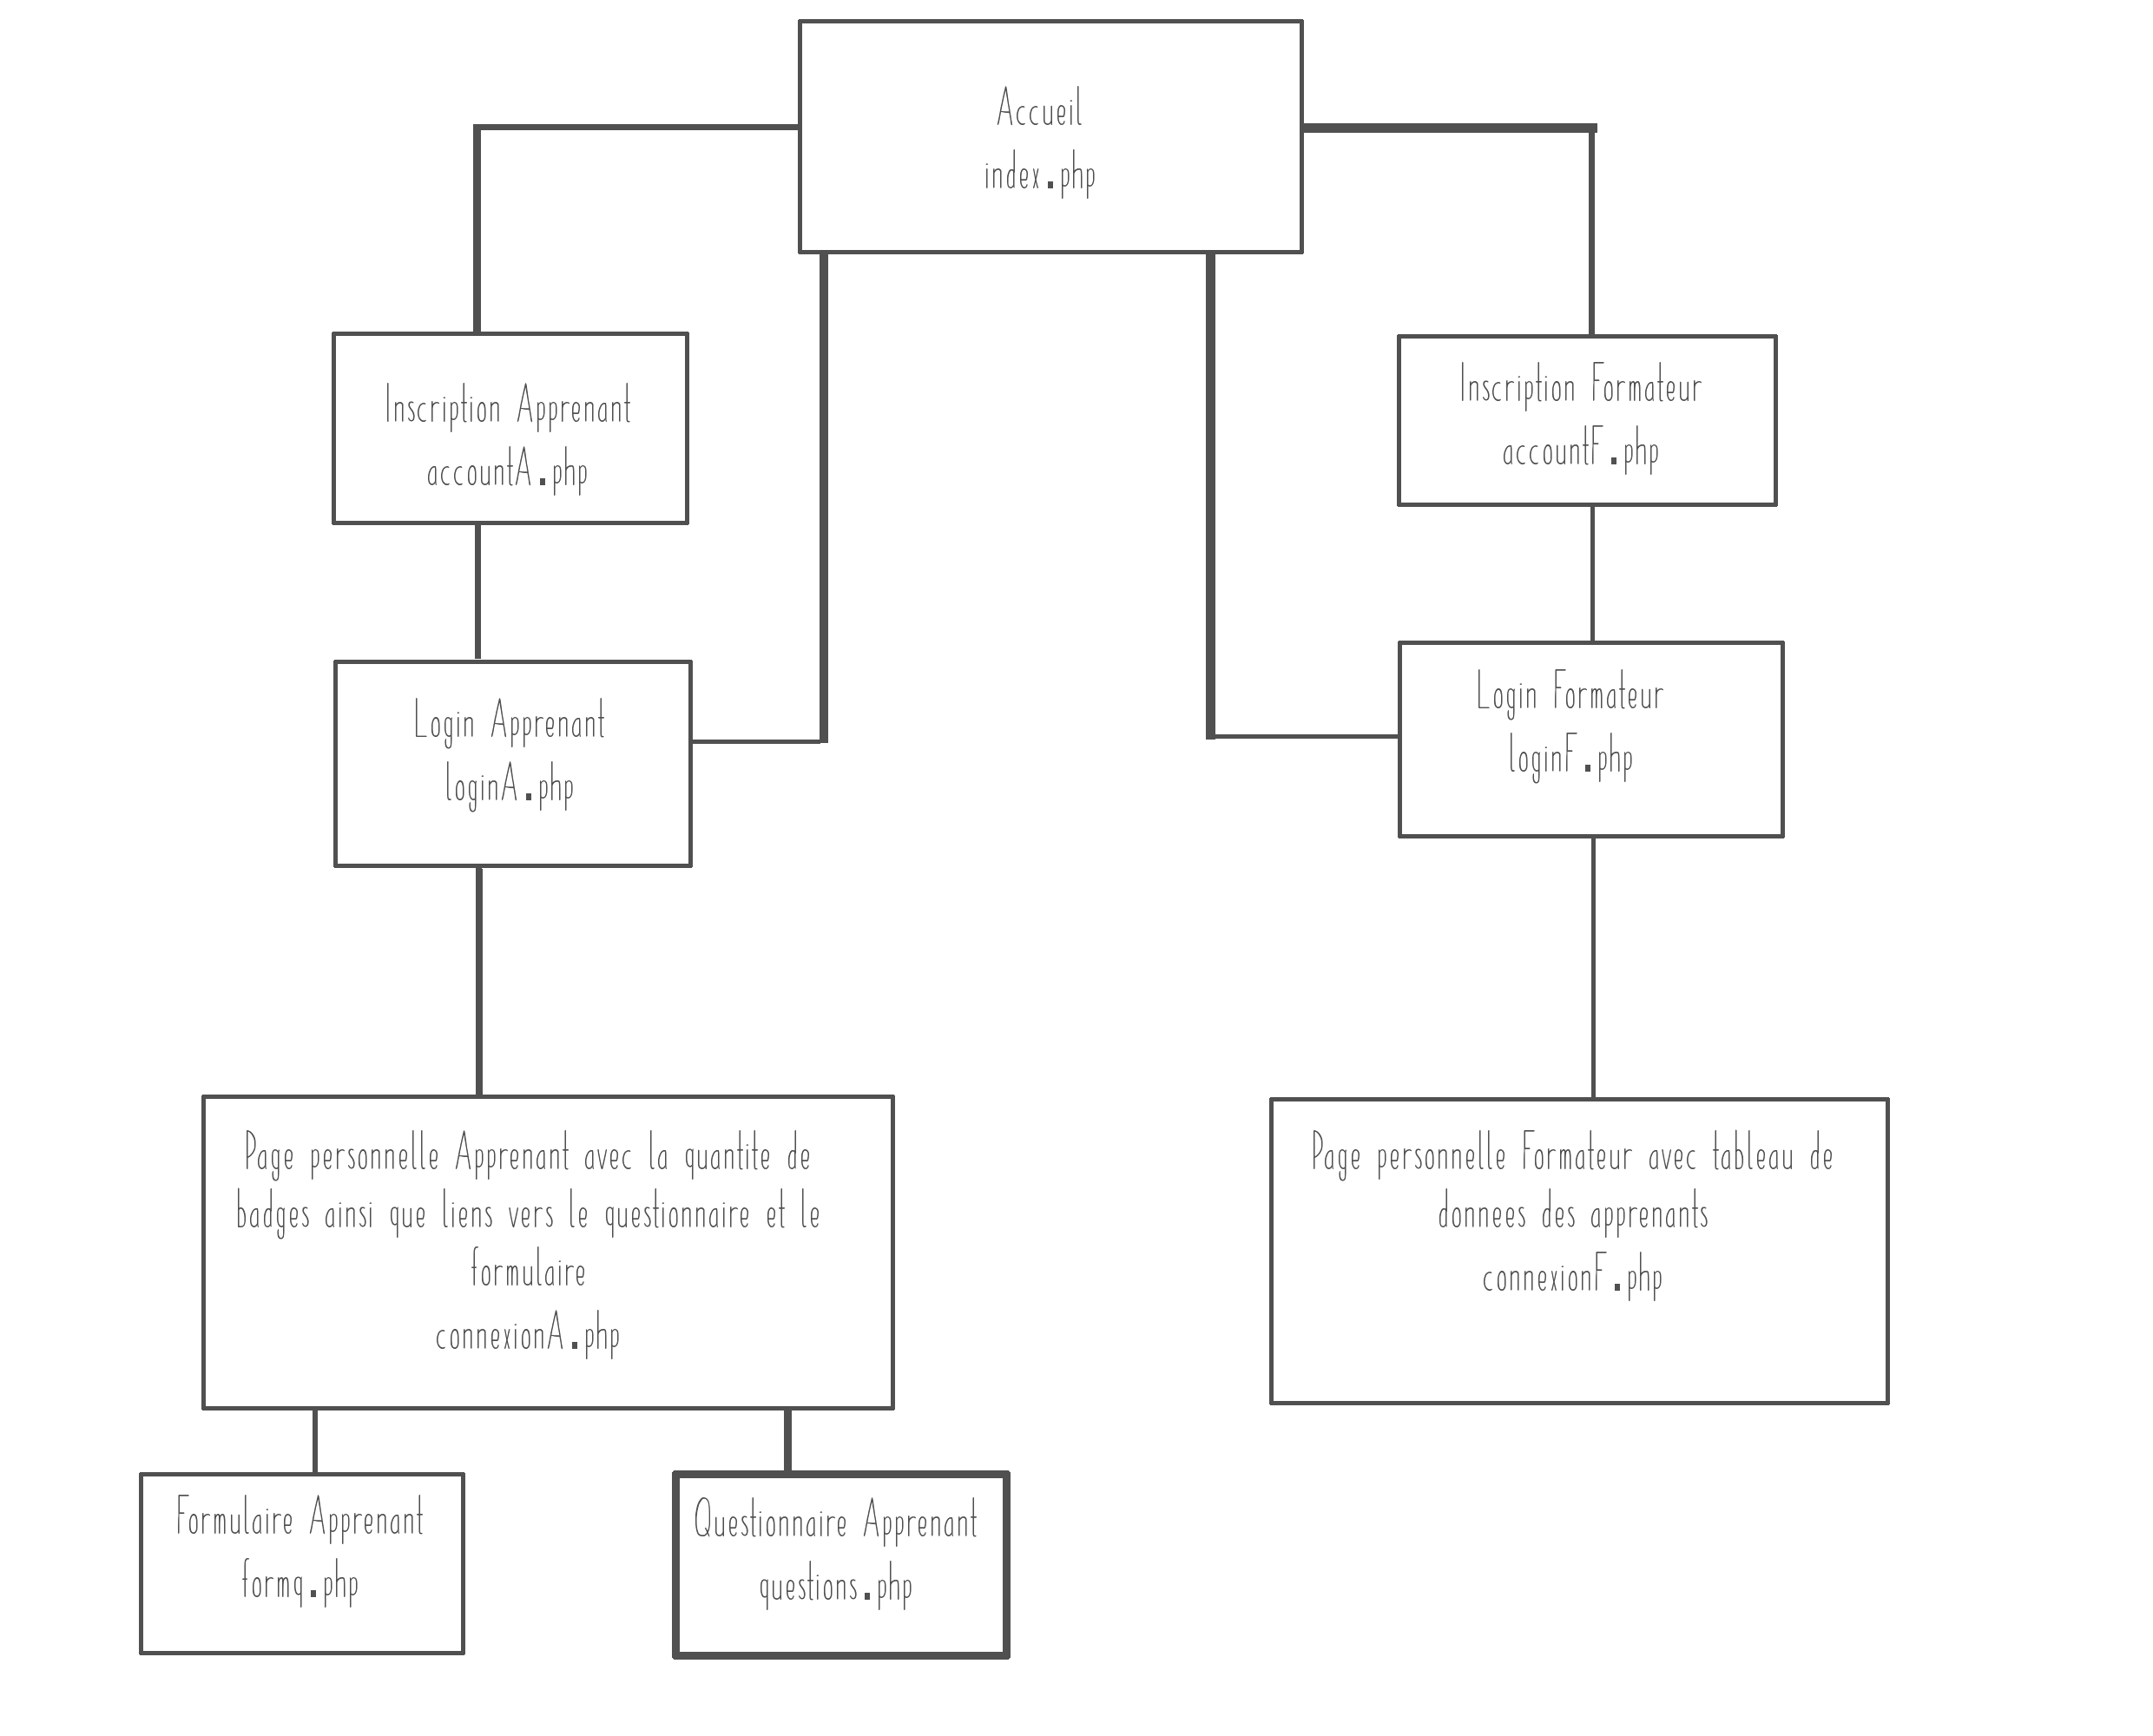 Accueil
index.php
Inscription Apprenant
accountA.php
Inscription Formateur
accountF.php
Login Apprenant
loginA.php
Login Formateur
loginF.php
Page personnelle Apprenant avec la quantite de
badges ainsi que liens vers le questionnaire et le
formulaire
connexionA.php
Page personnelle Formateur avec tableau de
donnees des apprenants
connexionF.php
Formulaire Apprenant
formq.php
Questionnaire Apprenant
questions.php